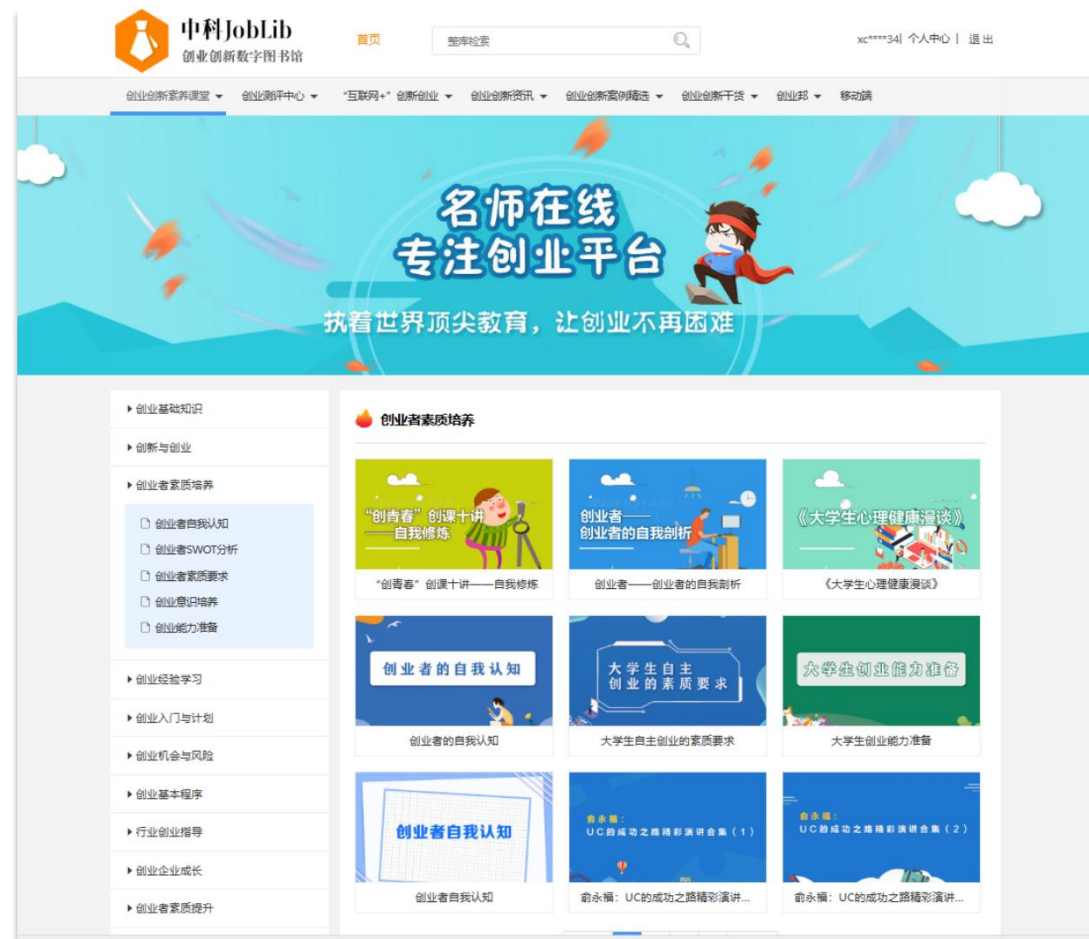 中科JobLib
创业创新数字图书馆
首页
整库检索
xc****34| 个人中心 | 退出
创业创新素养课堂 创业测评中心 “互联网+” 创新创业 创业创新资讯 创业创新案例精选 创业创新干货 创业邦 移动端
名师在线
专注创业平台
执着世界顶尖教育，让创业不再困难
创业基础知识
创新与创业
创业者素质培养
创业者自我认知
创业者SWOT分析
创业者素质要求
创业意识培养
创业能力准备
创业经验学习
创业入门与计划
创业机会与风险
创业基本程序
行业创业指导
创业企业成长
创业者素质提升
创业者素质培养
“创青春”创课十讲
——自我修炼
“创青春”创课十讲——自我修炼
创业者——
创业者的自我剖析
创业者——创业者的自我剖析
《大学生心理健康漫谈》
《大学生心理健康漫谈》
创业者的自我认知
创业者的自我认知
大学生自主
创业的素质要求
大学生自主创业的素质要求
大学生创业能力准备
大学生创业能力准备
创业者自我认知
创业者自我认知
俞永福：
UC的成功之路精彩演讲合集（1）
俞永福：UC的成功之路精彩演讲...
俞永福：
UC的成功之路精彩演讲合集（2）
俞永福：UC的成功之路精彩演讲...